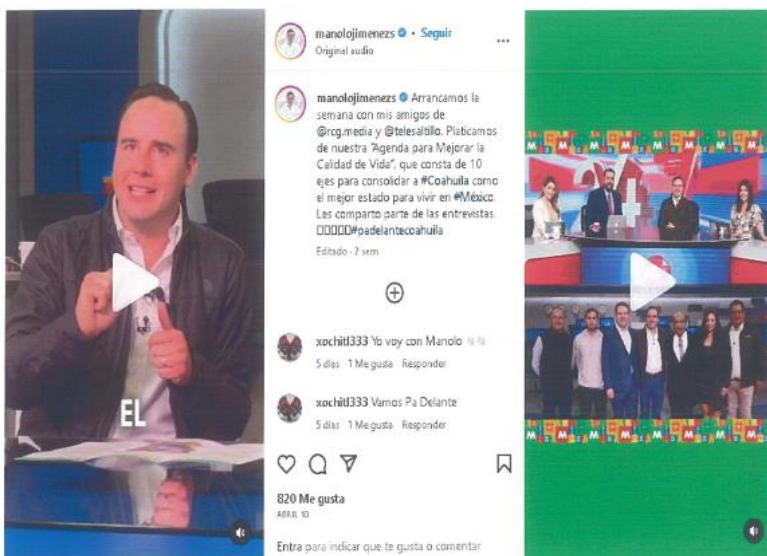 manolojimenezs • Seguir
Original audio
manolojimenezs Arrancamos la
semana con mis amigos de
@rcg.media y @telesaltillo. Platicamos
de nuestra "Agenda para Mejorar la
Calidad de Vida", que consta de 10
ejes para consolidar a #Coahuila como
el mejor estado para vivir en #México.
Les comparto parte de las entrevistas.
#padelantecoahuila
Editado · 2 sem
xochitl333 Yo voy con Manolo
5 días 1 Me gusta Responder
xochitl333 Vamos Pa Delante
5 días 1 Me gusta Responder
820 Me gusta
ABRIL 10
Entra para indicar que te gusta o comentar
EL
24
M M M M M
M M M M M